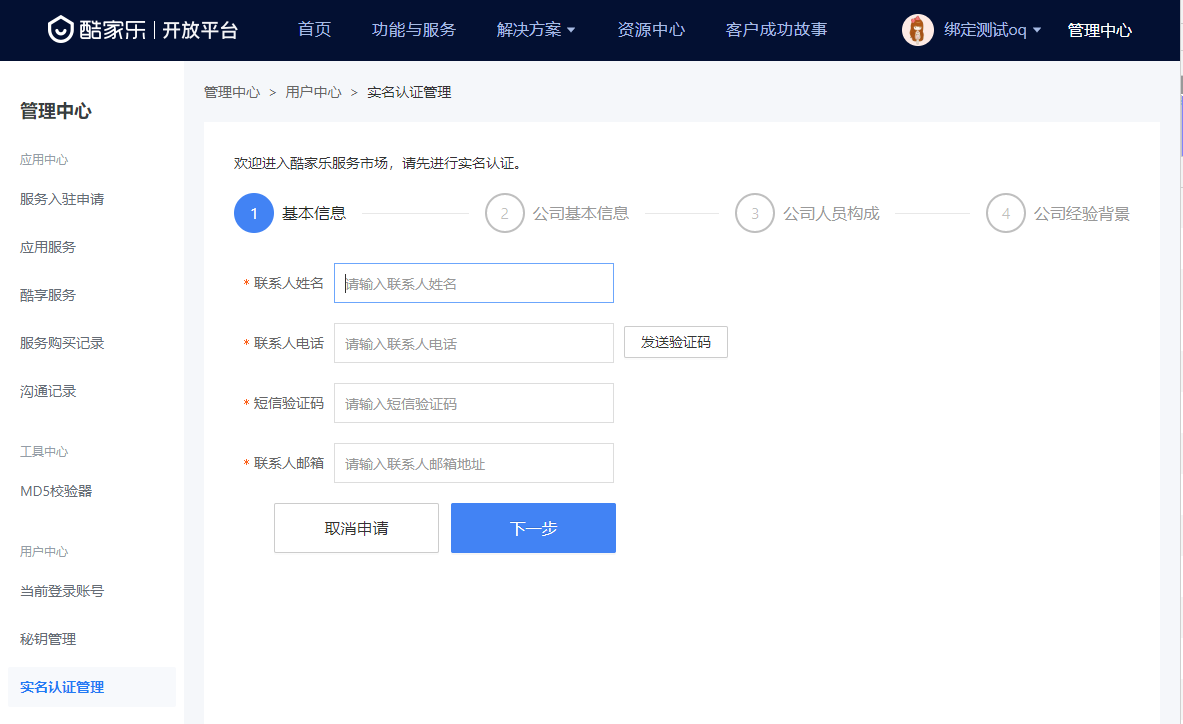 酷家乐 | 开放平台 首页 功能与服务 解决方案 资源中心 客户成功故事 绑定测试oq 管理中心
管理中心
应用中心
服务入驻申请
应用服务
酷享服务
服务购买记录
沟通记录
工具中心
MD5校验器
用户中心
当前登录账号
秘钥管理
实名认证管理
管理中心 > 用户中心 > 实名认证管理
欢迎进入酷家乐服务市场，请先进行实名认证。
1 基本信息 2 公司基本信息 3 公司人员构成 4 公司经验背景
* 联系人姓名 请输入联系人姓名
* 联系人电话 请输入联系人电话 发送验证码
* 短信验证码 请输入短信验证码
* 联系人邮箱 请输入联系人邮箱地址
取消申请 下一步